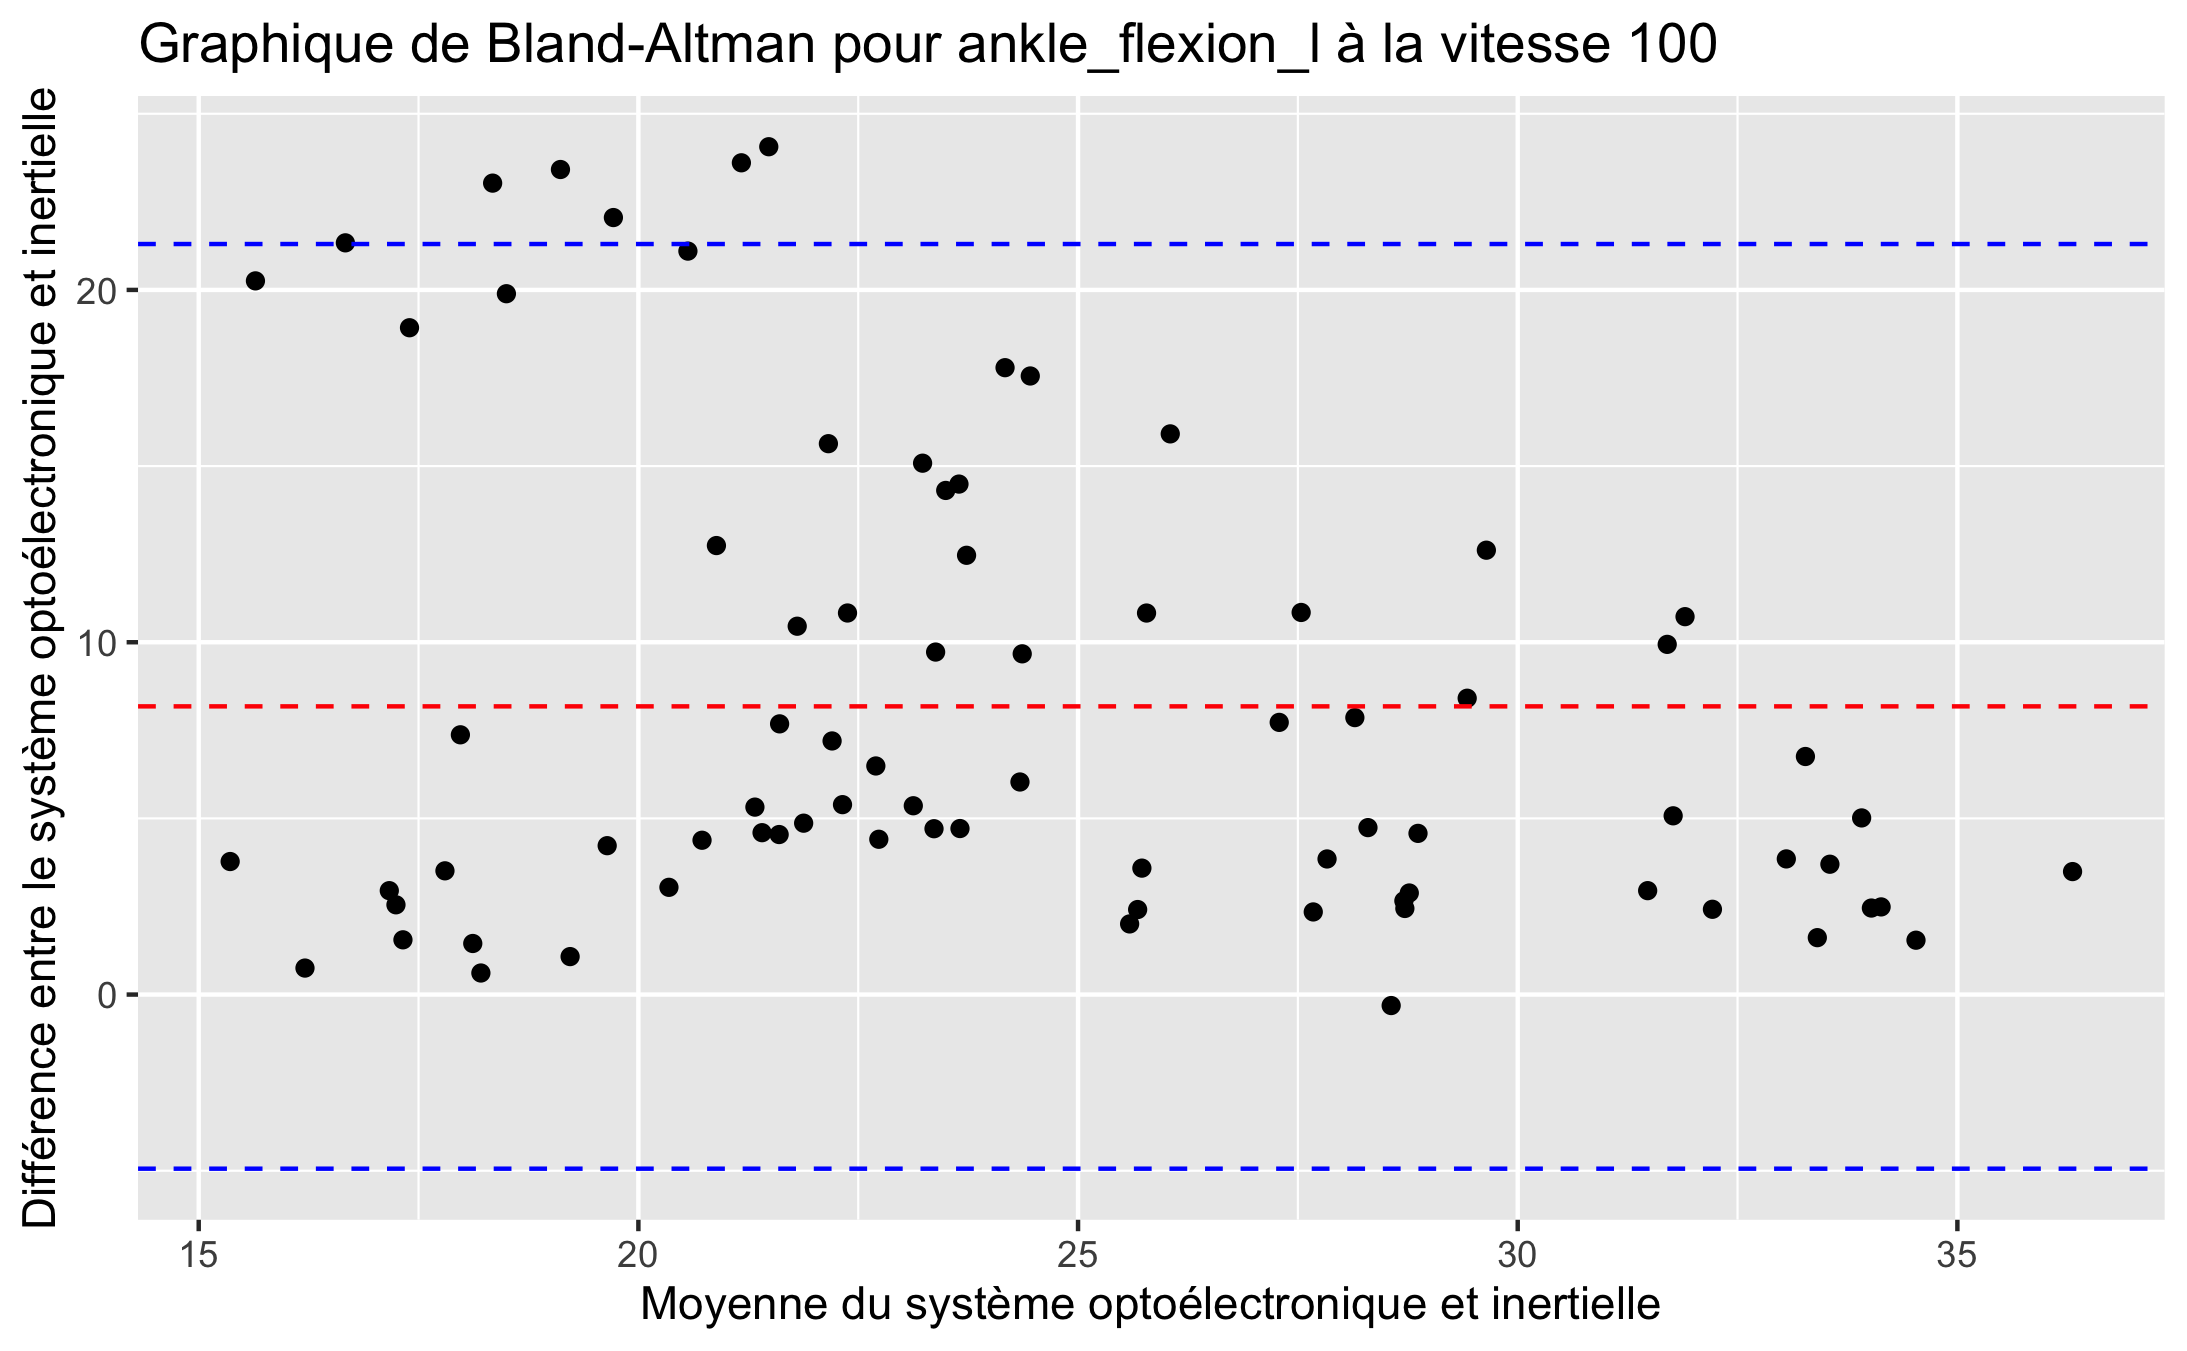 Graphique de Bland-Altman pour ankle_flexion_l à la vitesse 100
Différence entre le système optoélectronique et inertielle
20
10
0
15 20 25 30 35
Moyenne du système optoélectronique et inertielle